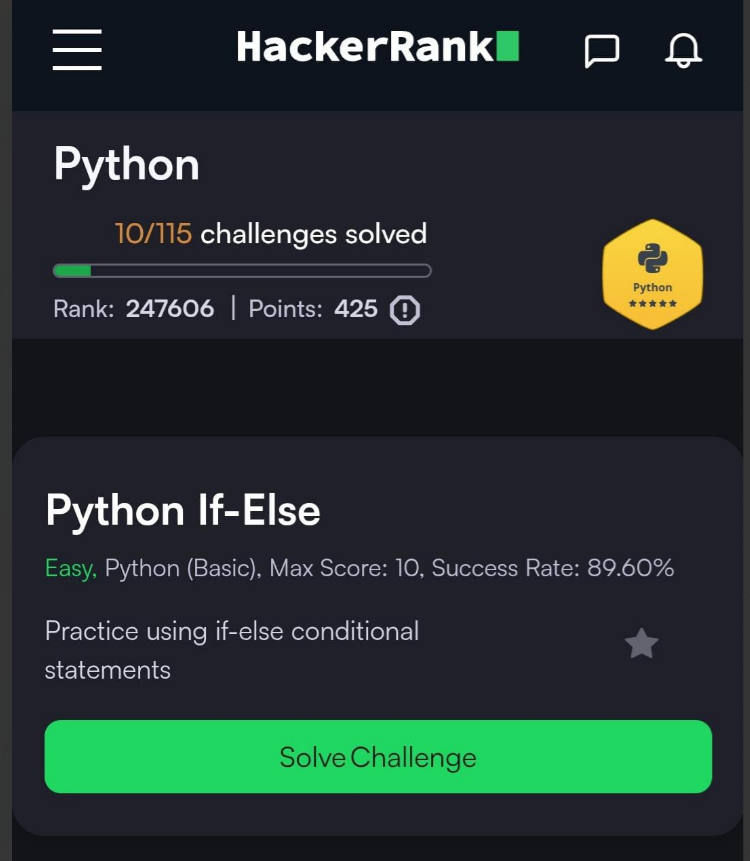 HackerRank
Python
10/115 challenges solved
Rank: 247606 | Points: 425
Python
Python If-Else
Easy, Python (Basic), Max Score: 10, Success Rate: 89.60%
Practice using if-else conditional
statements
Solve Challenge